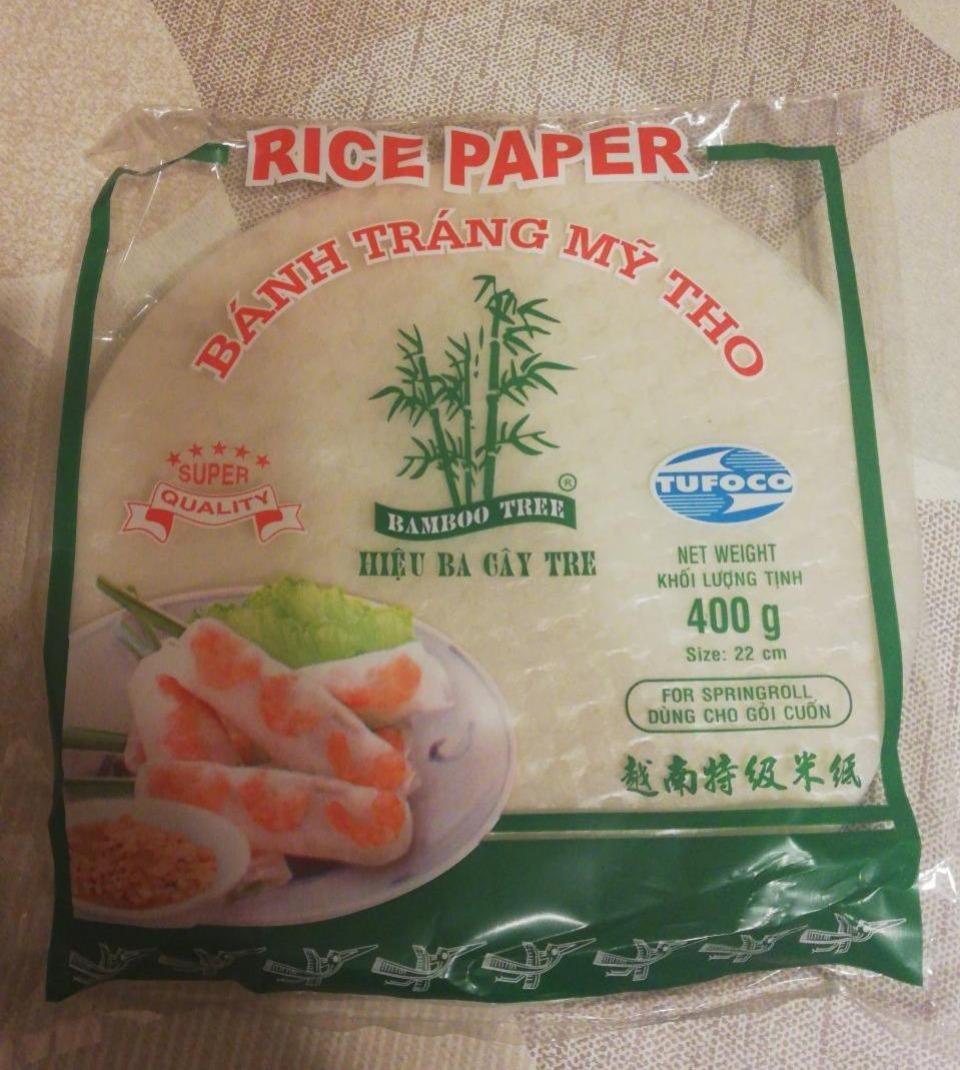 RICE PAPER
BÁNH TRÁNG MỸ THO
SUPER
QUALITY
BAMBOO TREE ®
HIỆU BA CÂY TRE
TUFOCO
NET WEIGHT
KHỐI LƯỢNG TỊNH
400 g
Size: 22 cm
FOR SPRINGROLL
DÙNG CHO GỎI CUỐN
越南特级米纸